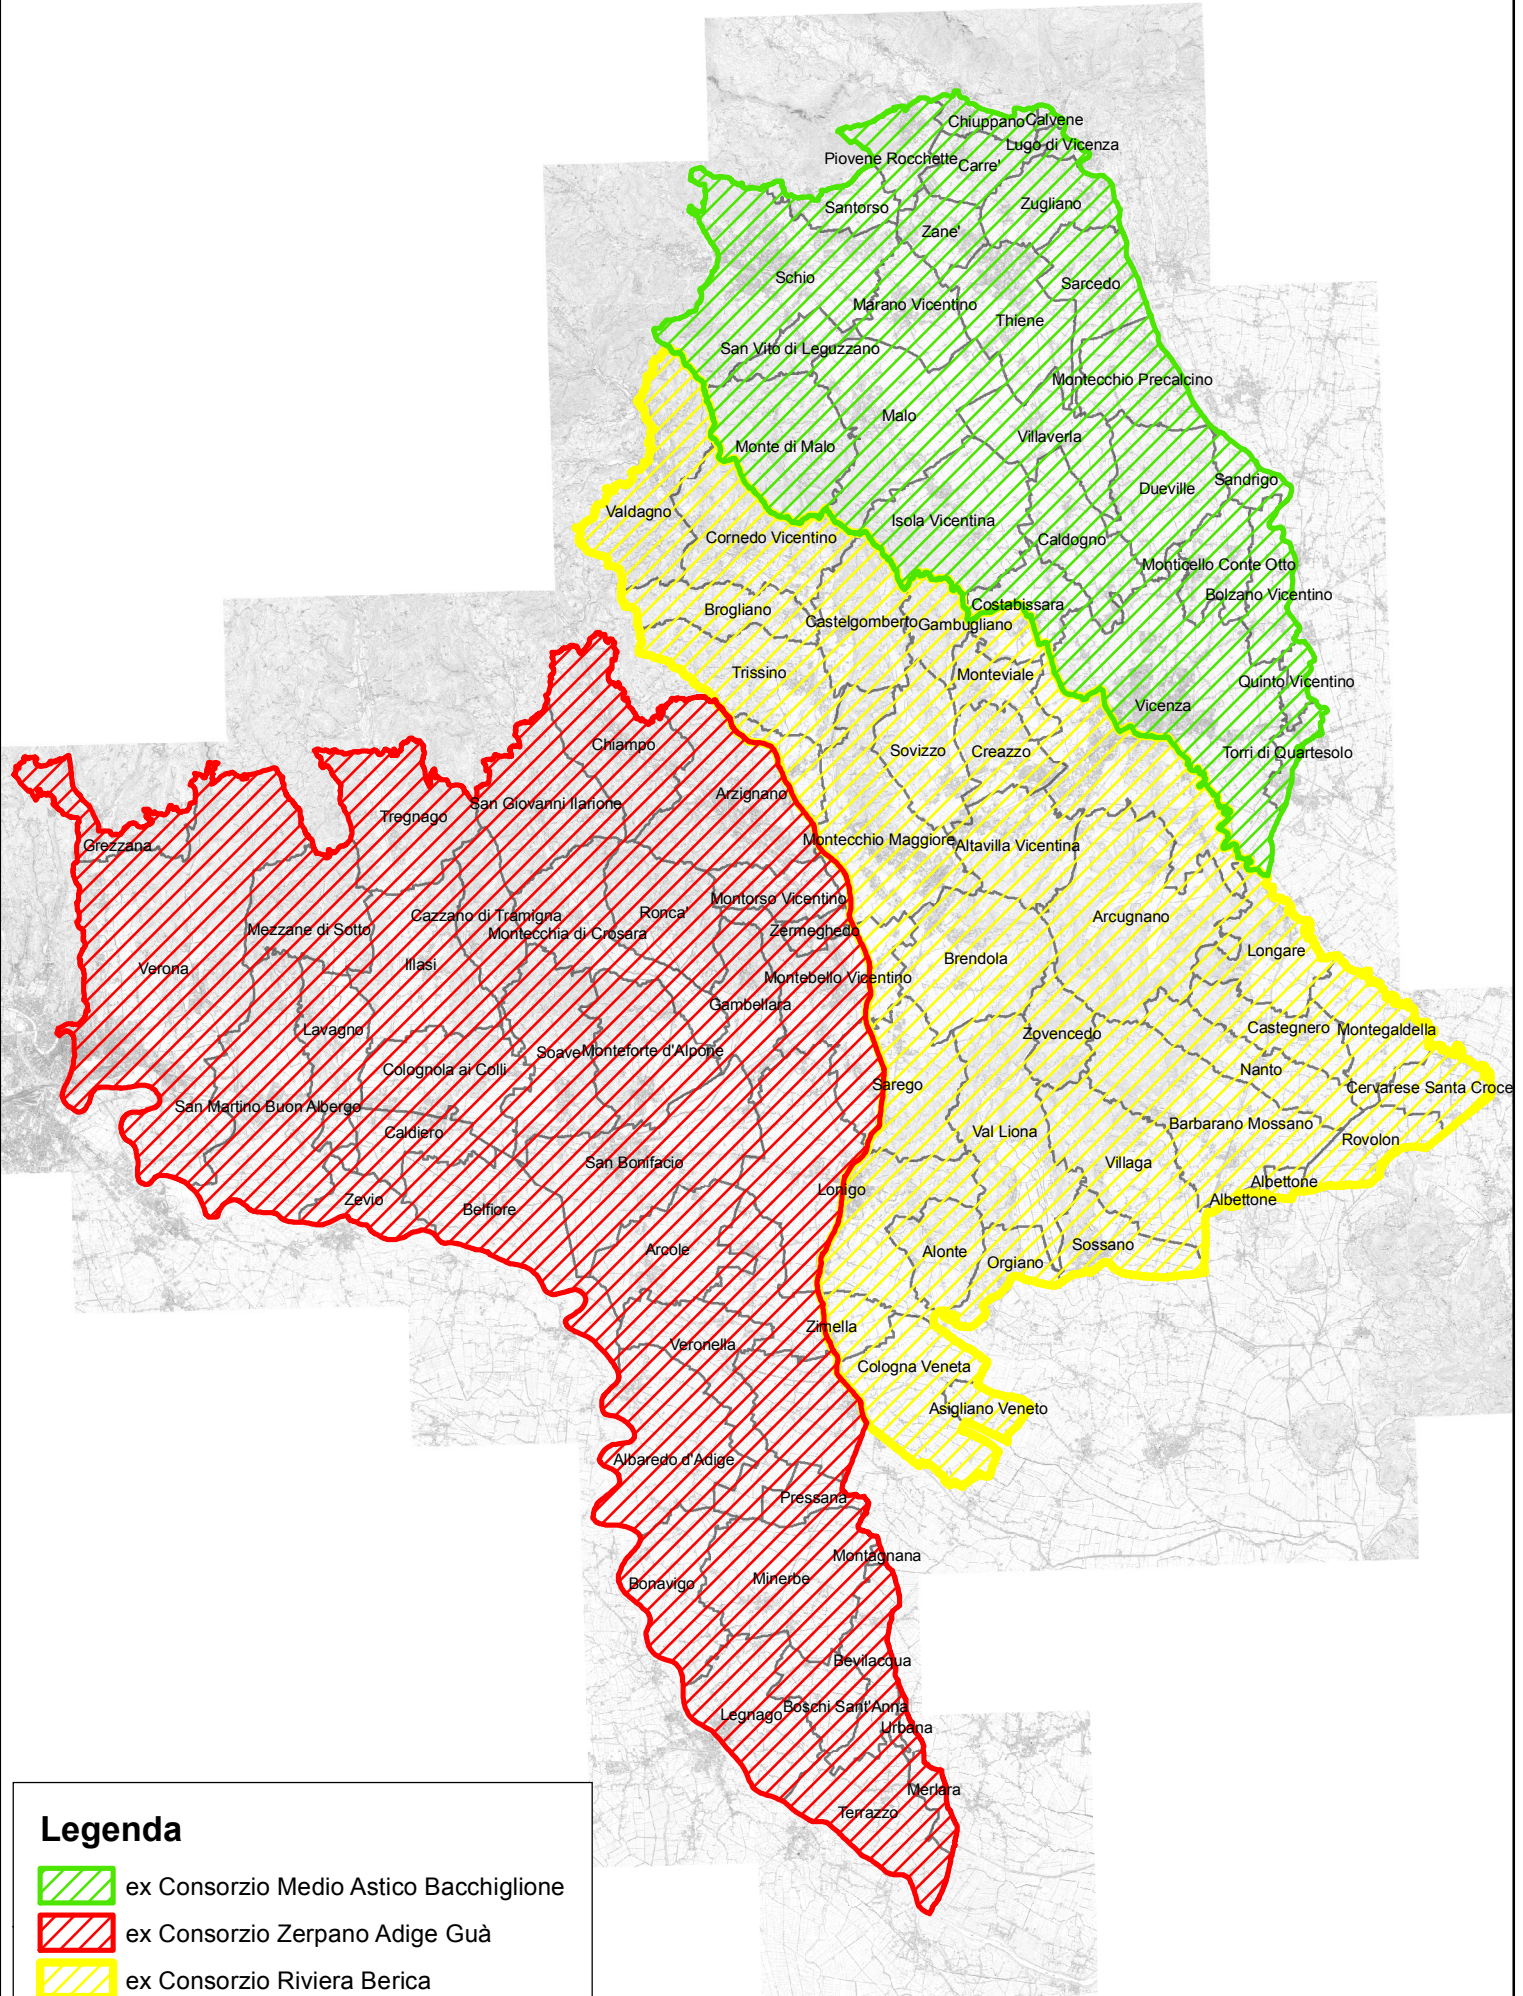 Chiuppano
Calvene
Lugo di Vicenza
Piovene Rocchette
Carre'
Santorso
Zugliano
Zane'
Schio
Sarcedo
Marano Vicentino
Thiene
San Vito di Leguzzano
Montecchio Precalcino
Malo
Villaverla
Monte di Malo
Dueville
Sandrigo
Valdagno
Isola Vicentina
Cornedo Vicentino
Caldogno
Monticello Conte Otto
Bolzano Vicentino
Brogliano
Costabissara
Castelgomberto
Gambugliano
Trissino
Monteviale
Quinto Vicentino
Vicenza
Chiampo
Sovizzo
Creazzo
Torri di Quartesolo
Arzignano
San Giovanni Ilarione
Tregnago
Grezzana
Montecchio Maggiore
Altavilla Vicentina
Montorso Vicentino
Ronca'
Cazzano di Tramigna
Arcugnano
Mezzane di Sotto
Montecchia di Crosara
Zermeghedo
Longare
Brendola
Verona
Illasi
Montebello Vicentino
Gambellara
Castegnero
Montegaldella
Lavagno
Zovencedo
Soave
Monteforte d'Alpone
Colognola ai Colli
Nanto
Sarego
Cervarese Santa Croce
San Martino Buon Albergo
Barbarano Mossano
Caldiero
Val Liona
Rovolon
San Bonifacio
Villaga
Albettone
Lonigo
Albettone
Zevio
Belfiore
Arcole
Alonte
Sossano
Orgiano
Zimella
Veronella
Cologna Veneta
Asigliano Veneto
Albaredo d'Adige
Pressana
Montagnana
Minerbe
Bonavigo
Bevilacqua
Boschi Sant'Anna
Legnago
Urbana
Merlara
Terrazzo
Legenda
ex Consorzio Medio Astico Bacchiglione
ex Consorzio Zerpano Adige Guà
ex Consorzio Riviera Berica